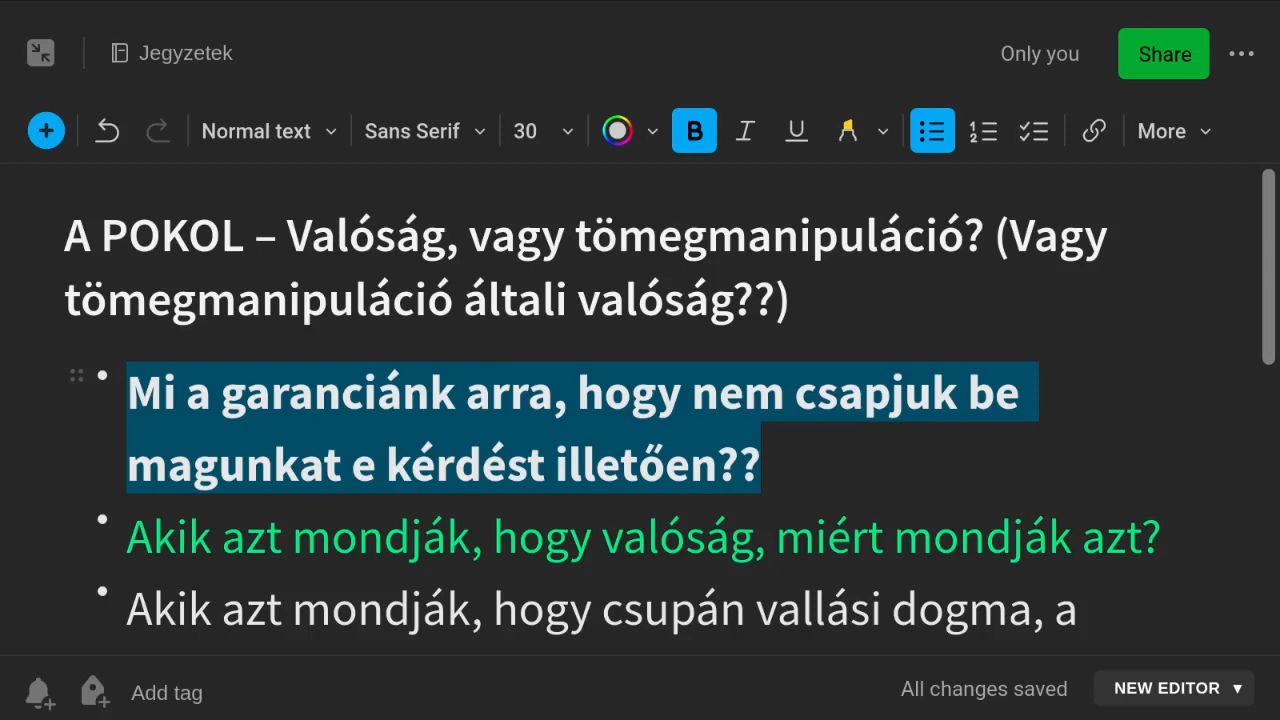 Jegyzetek
Only you
Share
Normal text
Sans Serif
30
B
I
U
More
A POKOL – Valóság, vagy tömegmanipuláció? (Vagy
tömegmanipuláció általi valóság??)
Mi a garanciánk arra, hogy nem csapjuk be
magunkat e kérdést illetően??
Akik azt mondják, hogy valóság, miért mondják azt?
Akik azt mondják, hogy csupán vallási dogma, a
Add tag
All changes saved
NEW EDITOR